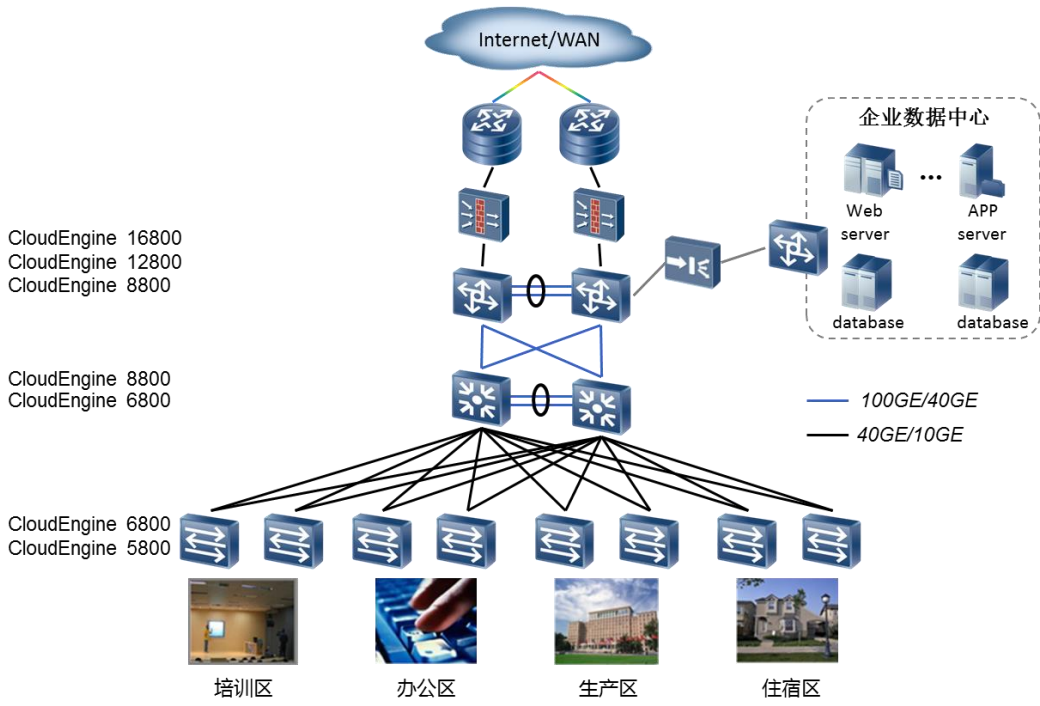 Internet/WAN
企业数据中心
Web
server
...
APP
server
database
database
CloudEngine 16800
CloudEngine 12800
CloudEngine 8800
CloudEngine 8800
CloudEngine 6800
100GE/40GE
40GE/10GE
CloudEngine 6800
CloudEngine 5800
培训区
办公区
生产区
住宿区